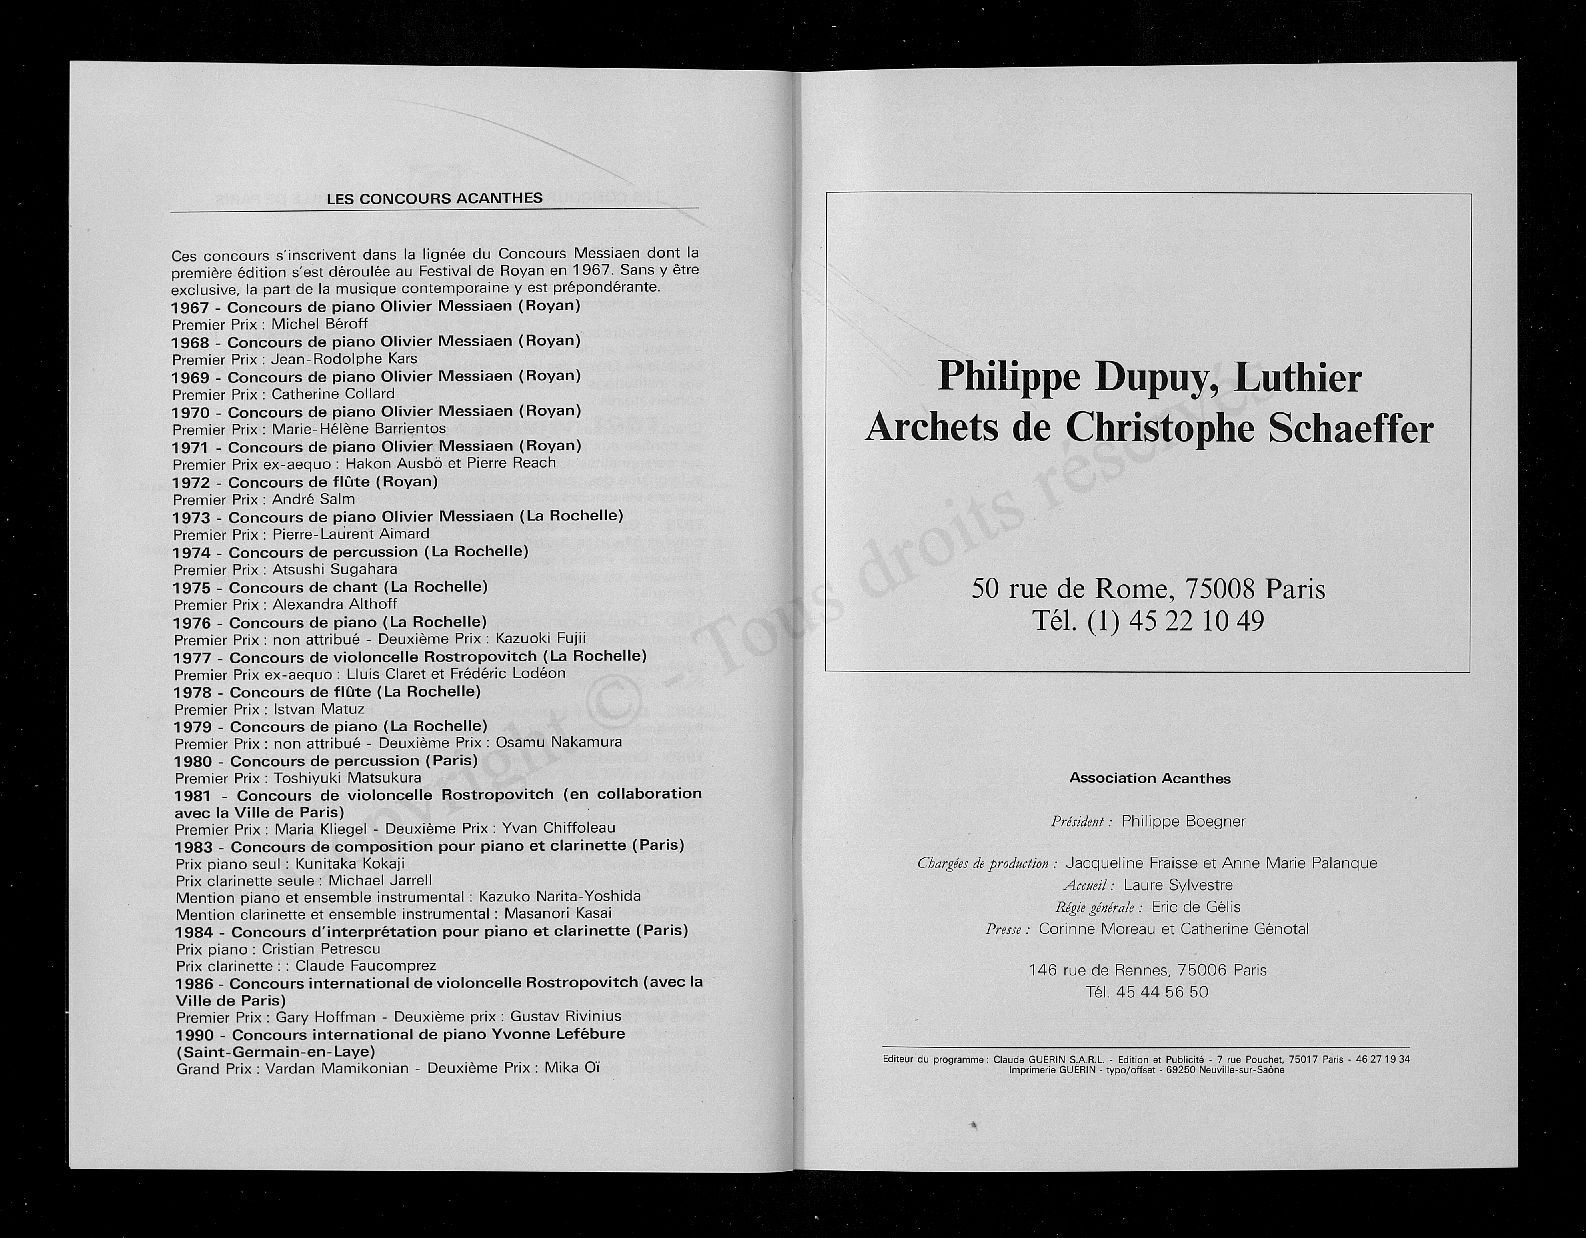 LES CONCOURS ACANTHES
Ces concours s'inscrivent dans la lignée du Concours Messiaen dont la
première édition s'est déroulée au Festival de Royan en 1967. Sans y être
exclusive, la part de la musique contemporaine y est prépondérante.
1967 - Concours de piano Olivier Messiaen (Royan)
Premier Prix : Michel Béroff
1968 - Concours de piano Olivier Messiaen (Royan)
Premier Prix : Jean-Rodolphe Kars
1969 - Concours de piano Olivier Messiaen (Royan)
Premier Prix : Catherine Collard
1970 - Concours de piano Olivier Messiaen (Royan)
Premier Prix : Marie-Hélène Barrientos
1971 - Concours de piano Olivier Messiaen (Royan)
Premier Prix ex-aequo : Hakon Ausbö et Pierre Reach
1972 - Concours de flûte (Royan)
Premier Prix : André Salm
1973 - Concours de piano Olivier Messiaen (La Rochelle)
Premier Prix : Pierre-Laurent Aimard
1974 - Concours de percussion (La Rochelle)
Premier Prix : Atsushi Sugahara
1975 - Concours de chant (La Rochelle)
Premier Prix : Alexandra Althoff
1976 - Concours de piano (La Rochelle)
Premier Prix : non attribué - Deuxième Prix : Kazuoki Fujii
1977 - Concours de violoncelle Rostropovitch (La Rochelle)
Premier Prix ex-aequo : Lluis Claret et Frédéric Lodéon
1978 - Concours de flûte (La Rochelle)
Premier Prix : Istvan Matuz
1979 - Concours de piano (La Rochelle)
Premier Prix : non attribué - Deuxième Prix : Osamu Nakamura
1980 - Concours de percussion (Paris)
Premier Prix : Toshiyuki Matsukura
1981 - Concours de violoncelle Rostropovitch (en collaboration
avec la Ville de Paris)
Premier Prix : Maria Kliegel - Deuxième Prix : Yvan Chiffoleau
1983 - Concours de composition pour piano et clarinette (Paris)
Prix piano seul : Kunitaka Kokaji
Prix clarinette seule : Michael Jarrell
Mention piano et ensemble instrumental : Kazuko Narita-Yoshida
Mention clarinette et ensemble instrumental : Masanori Kasai
1984 - Concours d'interprétation pour piano et clarinette (Paris)
Prix piano : Cristian Petrescu
Prix clarinette : : Claude Faucomprez
1986 - Concours international de violoncelle Rostropovitch (avec la
Ville de Paris)
Premier Prix : Gary Hoffman - Deuxième prix : Gustav Rivinius
1990 - Concours international de piano Yvonne Lefébure
(Saint-Germain-en-Laye)
Grand Prix : Vardan Mamikonian - Deuxième Prix : Mika Oï
Philippe Dupuy, Luthier
Archets de Christophe Schaeffer
50 rue de Rome, 75008 Paris
Tél. (1) 45 22 10 49
Association Acanthes
Président : Philippe Boegner
Chargées de production : Jacqueline Fraisse et Anne Marie Palanque
Accueil : Laure Sylvestre
Régie générale : Eric de Gélis
Presse : Corinne Moreau et Catherine Génotal
146 rue de Rennes, 75006 Paris
Tél. 45 44 56 50
Editeur du programme : Claude GUERIN S.A.R.L. - Edition et Publicité - 7 rue Pouchet, 75017 Paris - 46 27 19 34
Imprimerie GUERIN - typo/offset - 69250 Neuville-sur-Saône
opyright © - Tous droits réservés